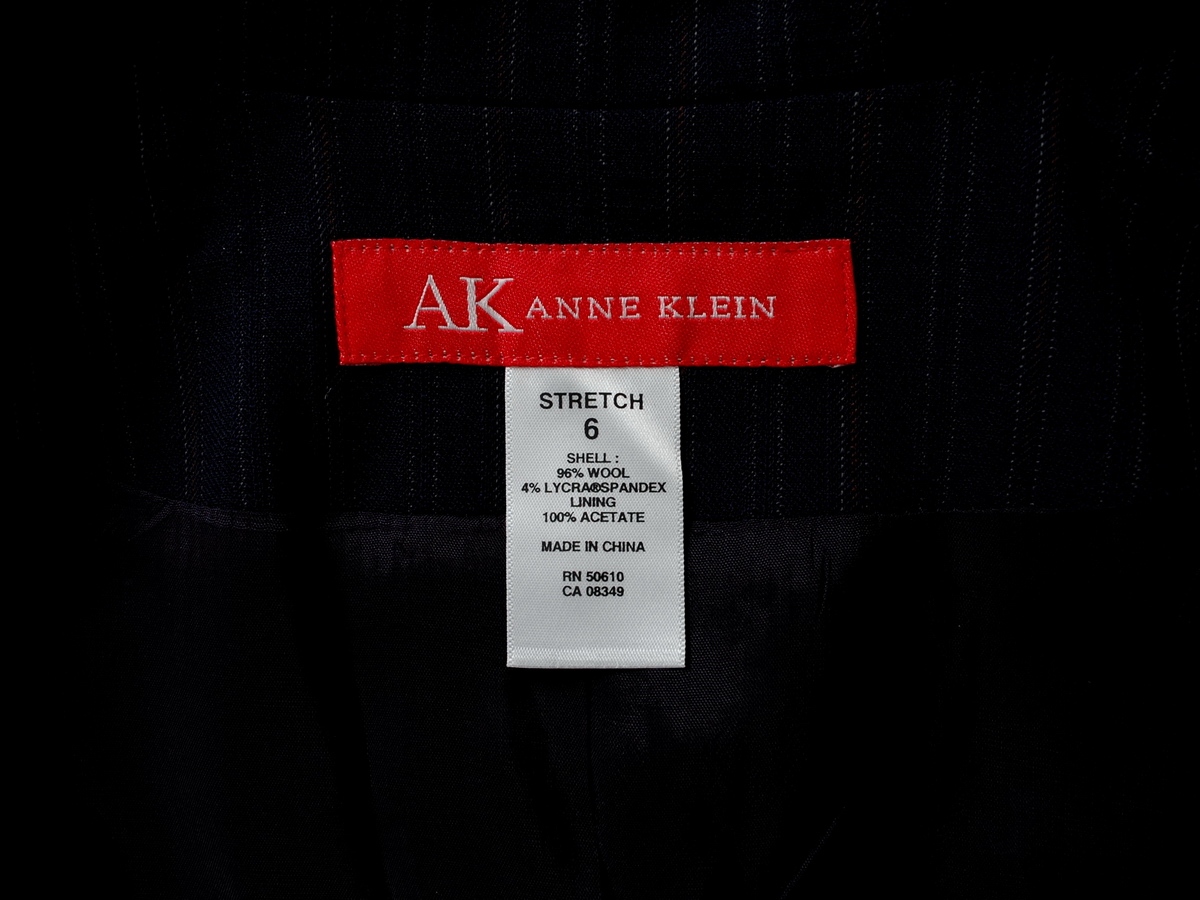 AK ANNE KLEIN
STRETCH
6
SHELL :
96% WOOL
4% LYCRA®SPANDEX
LINING
100% ACETATE
MADE IN CHINA
RN 50610
CA 08349